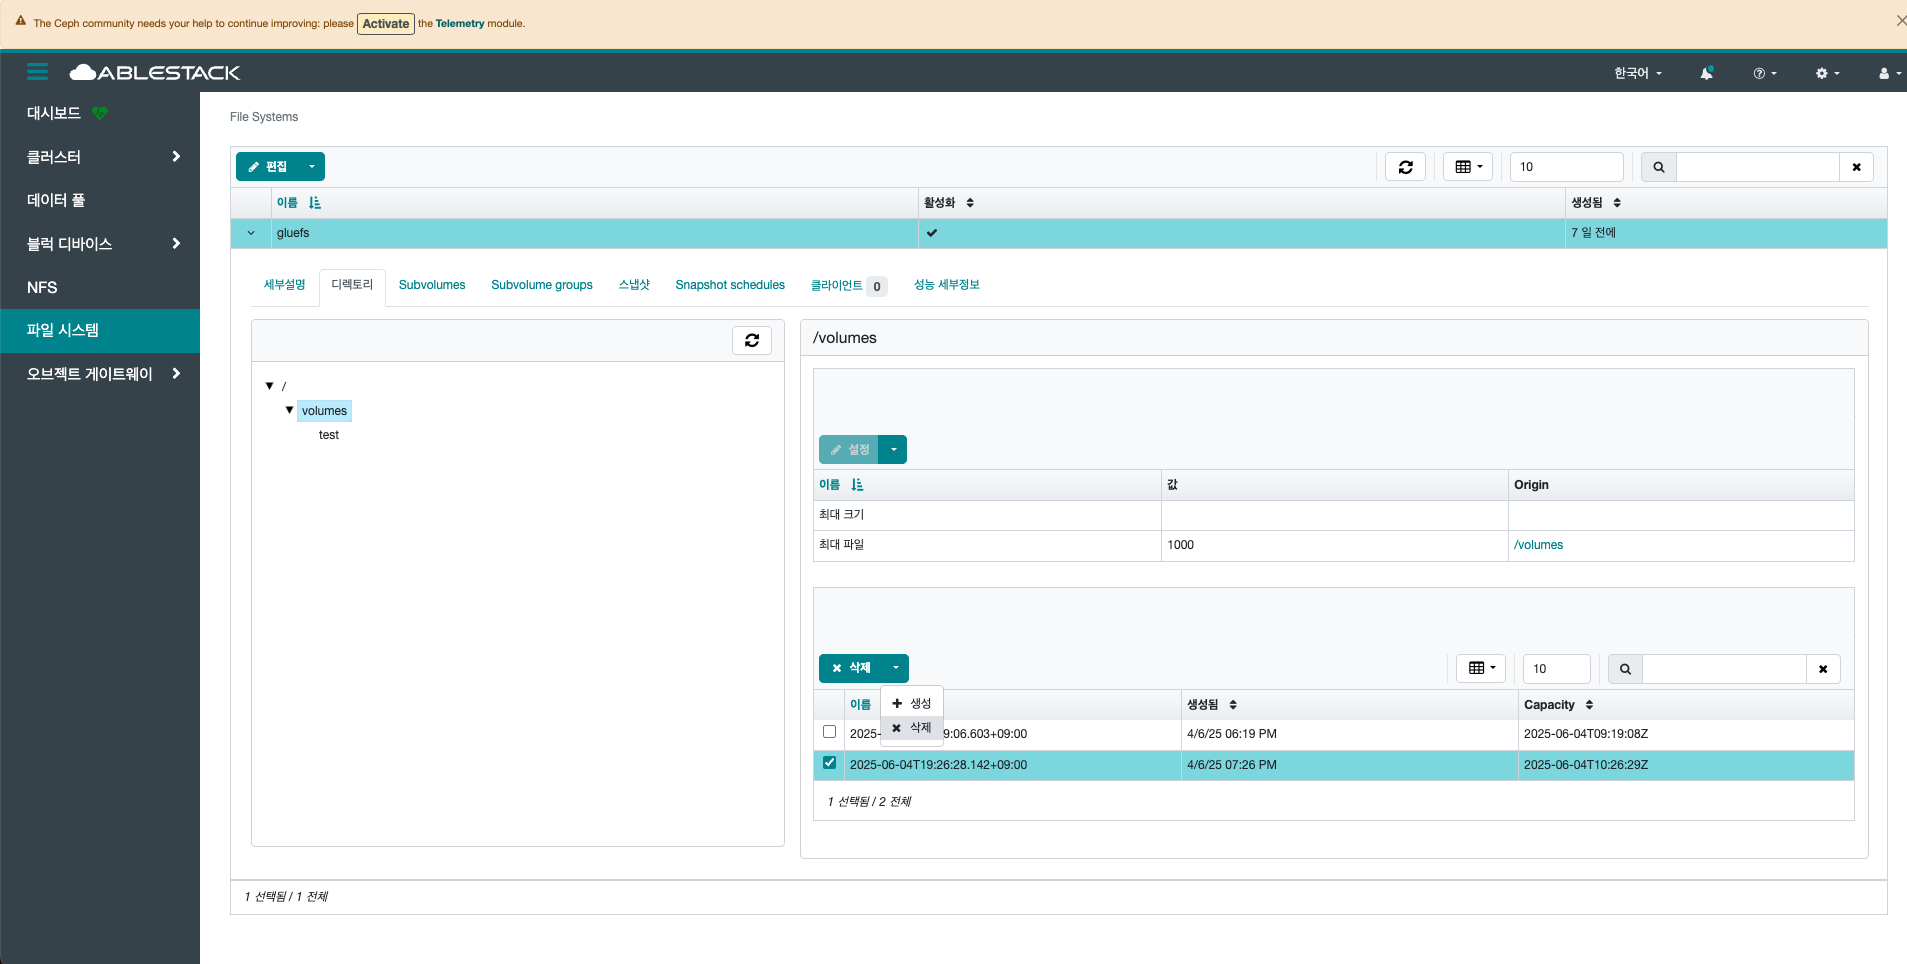 The Ceph community needs your help to continue improving: please Activate the Telemetry module.
ABLESTACK
한국어
대시보드
클러스터
데이터 풀
블럭 디바이스
NFS
파일 시스템
오브젝트 게이트웨이
File Systems
편집
10
이름 활성화 생성됨
gluefs 7 일 전에
세부설명 디렉토리 Subvolumes Subvolume groups 스냅샷 Snapshot schedules 클라이언트 0 성능 세부정보
/
volumes
test
/volumes
설정
이름 값 Origin
최대 크기
최대 파일 1000 /volumes
삭제
10
생성
삭제
이름 생성됨 Capacity
2025- 9:06.603+09:00 4/6/25 06:19 PM 2025-06-04T09:19:08Z
2025-06-04T19:26:28.142+09:00 4/6/25 07:26 PM 2025-06-04T10:26:29Z
1 선택됨 / 2 전체
1 선택됨 / 1 전체